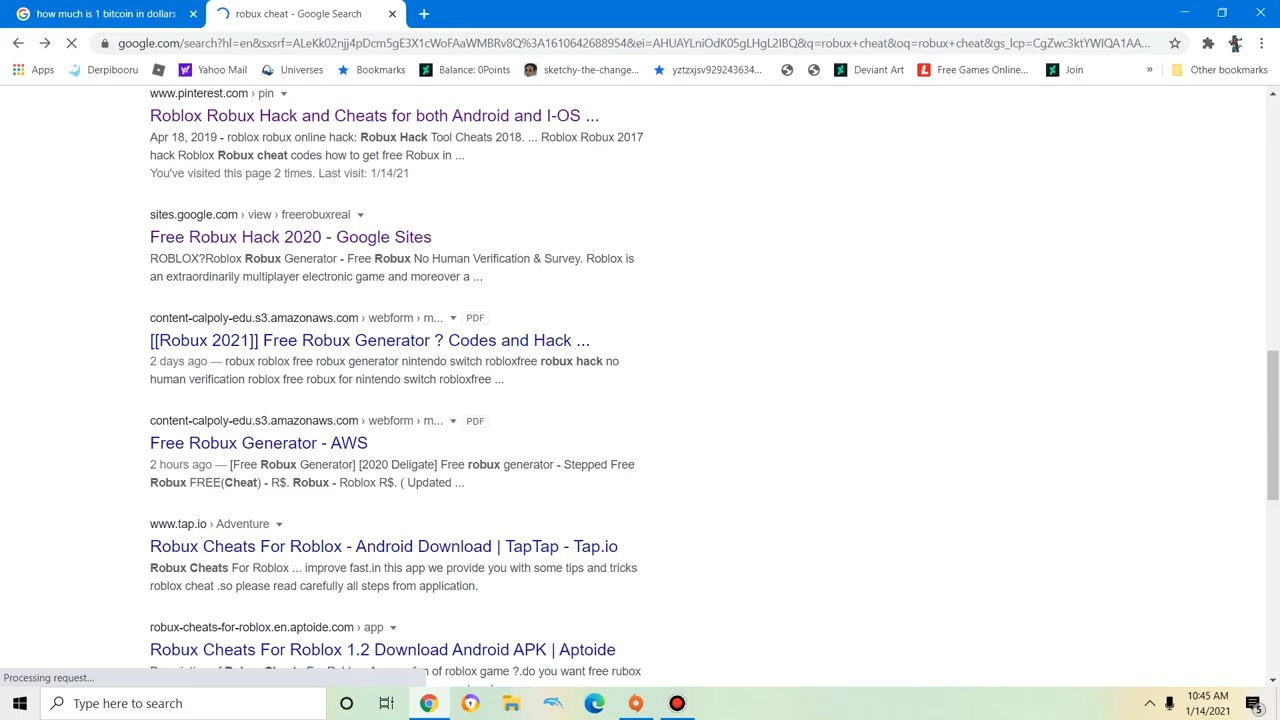 how much is 1 bitcoin in dollars
robux cheat - Google Search
google.com/search?hl=en&sxsrf=ALeKk02njj4pDcm5gE3X1cWoFAaWMBRv8Q%3A1610642688954&ei=AHUAYLniOdK05gLHgL2IBQ&q=robux+cheat&oq=robux+cheat&gs_lcp=CgZwc3ktYWIQA1AA...
Apps Derpibooru Yahoo Mail Universes Bookmarks Balance: 0Points sketchy-the-change... yztzxjsv929243634... Deviant Art Free Games Online... Join » Other bookmarks
www.pinterest.com › pin
Roblox Robux Hack and Cheats for both Android and I-OS ...
Apr 18, 2019 - roblox robux online hack: Robux Hack Tool Cheats 2018. ... Roblox Robux 2017
hack Roblox Robux cheat codes how to get free Robux in ...
You've visited this page 2 times. Last visit: 1/14/21
sites.google.com › view › freerobuxreal
Free Robux Hack 2020 - Google Sites
ROBLOX?Roblox Robux Generator - Free Robux No Human Verification & Survey. Roblox is
an extraordinarily multiplayer electronic game and moreover a ...
content-calpoly-edu.s3.amazonaws.com › webform › m... PDF
[[Robux 2021]] Free Robux Generator ? Codes and Hack ...
2 days ago — robux roblox free robux generator nintendo switch robloxfree robux hack no
human verification roblox free robux for nintendo switch robloxfree ...
content-calpoly-edu.s3.amazonaws.com › webform › m... PDF
Free Robux Generator - AWS
2 hours ago — [Free Robux Generator] [2020 Deligate] Free robux generator - Stepped Free
Robux FREE(Cheat) - R$. Robux - Roblox R$. ( Updated ...
www.tap.io › Adventure
Robux Cheats For Roblox - Android Download | TapTap - Tap.io
Robux Cheats For Roblox ... improve fast.in this app we provide you with some tips and tricks
roblox cheat .so please read carefully all steps from application.
robux-cheats-for-roblox.en.aptoide.com › app
Robux Cheats For Roblox 1.2 Download Android APK | Aptoide
of roblox game ?.do you want free rubox
Processing request...
Type here to search
10:45 AM
1/14/2021
5